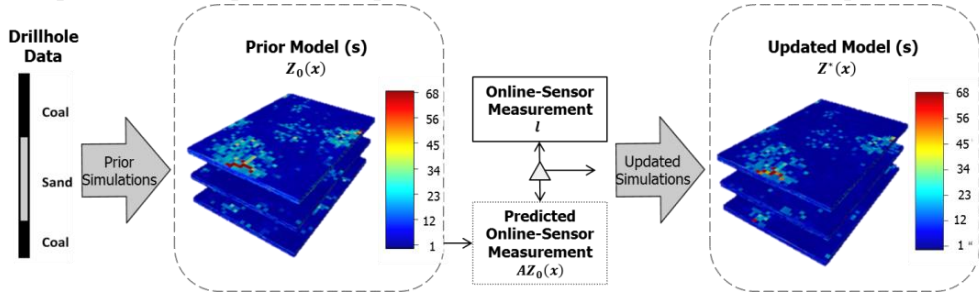 Drillhole
Data
Coal
Sand
Coal
Prior
Simulations
Prior Model (s)
Z₀(x)
68
56
45
34
23
12
1
Online-Sensor
Measurement
l
Predicted
Online-Sensor
Measurement
AZ₀(x)
Updated
Simulations
Updated Model (s)
Z*(x)
68
56
45
34
23
12
1 "